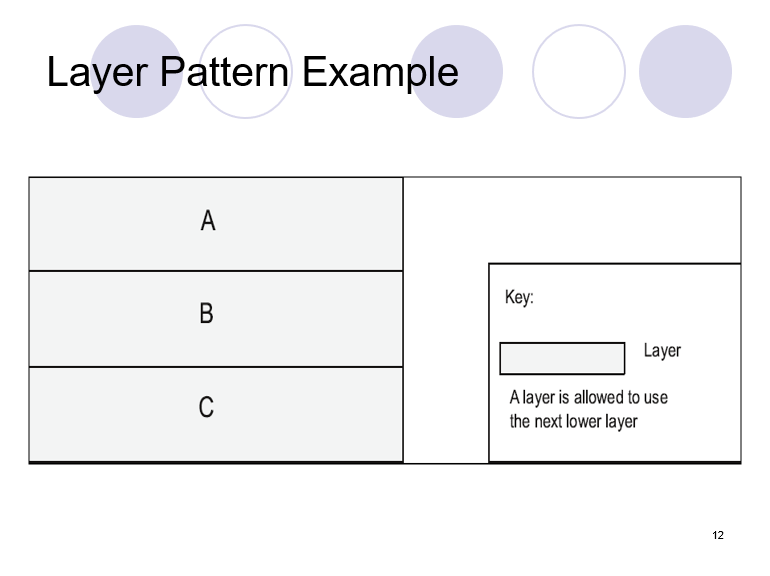 Layer Pattern Example
A
B
C
Key:
Layer
A layer is allowed to use
the next lower layer
12